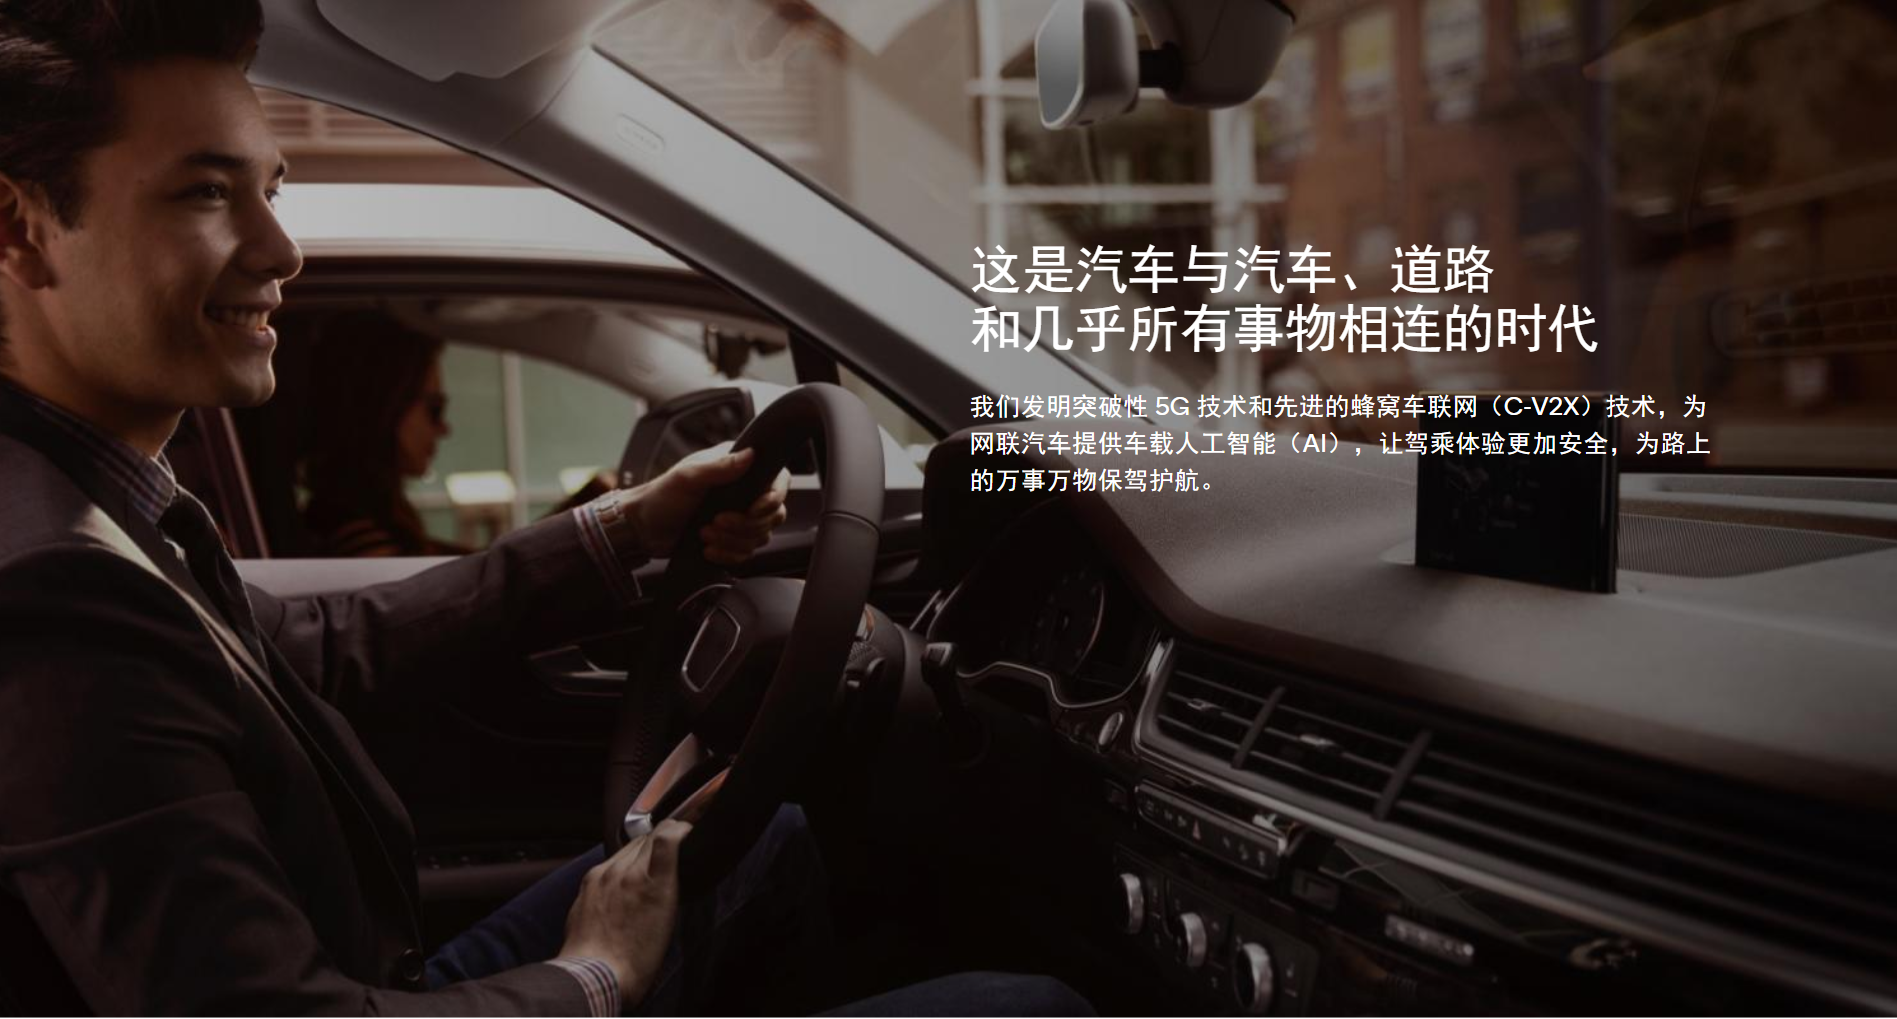 这是汽车与汽车、道路
和几乎所有事物相连的时代
我们发明突破性 5G 技术和先进的蜂窝车联网（C-V2X）技术，为
网联汽车提供车载人工智能（AI），让驾乘体验更加安全，为路上
的万事万物保驾护航。